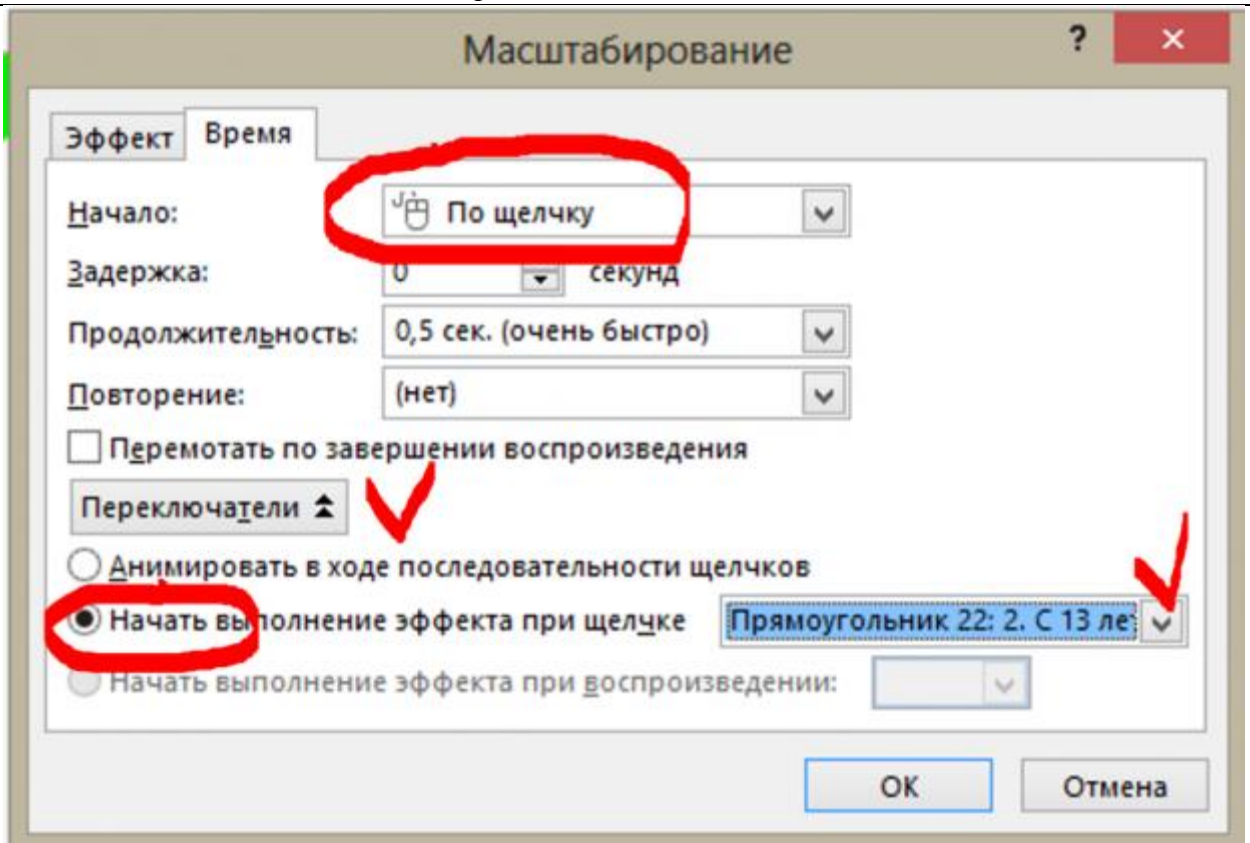 Масштабирование ? ×
Эффект Время
Начало: По щелчку
Задержка: 0 секунд
Продолжительность: 0,5 сек. (очень быстро)
Повторение: (нет)
Перемотать по завершении воспроизведения
Переключатели
Анимировать в ходе последовательности щелчков
Начать выполнение эффекта при щелчке Прямоугольник 22: 2. С 13 ле
Начать выполнение эффекта при воспроизведении:
ОК Отмена